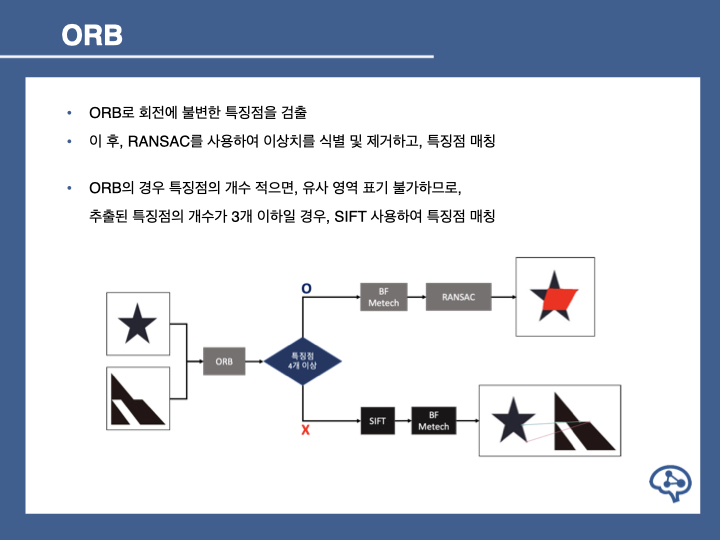 ORB
• ORB로 회전에 불변한 특징점을 검출
• 이 후, RANSAC를 사용하여 이상치를 식별 및 제거하고, 특징점 매칭
• ORB의 경우 특징점의 개수 적으면, 유사 영역 표기 불가하므로,
추출된 특징점의 개수가 3개 이하일 경우, SIFT 사용하여 특징점 매칭
O
BF
Metech
RANSAC
ORB
특징점
4개 이상
X
SIFT
BF
Metech